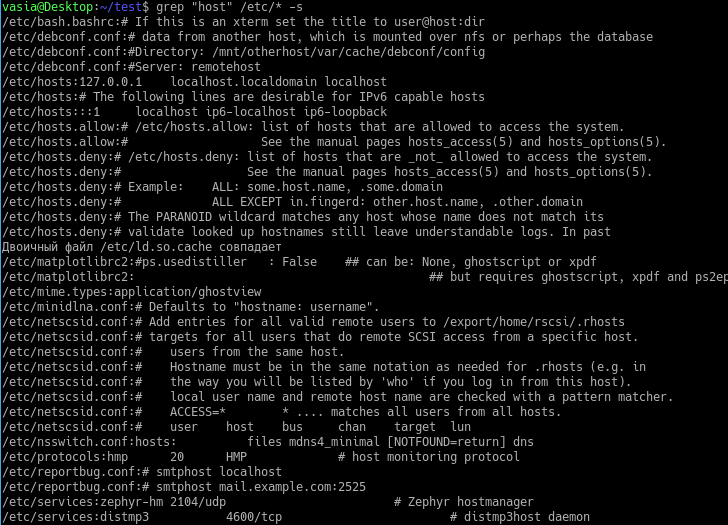 vasia@Desktop:~/test$ grep "host" /etc/* -s
/etc/bash.bashrc:# If this is an xterm set the title to user@host:dir
/etc/debconf.conf:# data from another host, which is mounted over nfs or perhaps the database
/etc/debconf.conf:#Directory: /mnt/otherhost/var/cache/debconf/config
/etc/debconf.conf:#Server: remotehost
/etc/hosts:127.0.0.1    localhost.localdomain localhost
/etc/hosts:# The following lines are desirable for IPv6 capable hosts
/etc/hosts:::1     localhost ip6-localhost ip6-loopback
/etc/hosts.allow:# /etc/hosts.allow: list of hosts that are allowed to access the system.
/etc/hosts.allow:#                   See the manual pages hosts_access(5) and hosts_options(5).
/etc/hosts.deny:# /etc/hosts.deny: list of hosts that are _not_ allowed to access the system.
/etc/hosts.deny:#                  See the manual pages hosts_access(5) and hosts_options(5).
/etc/hosts.deny:# Example:    ALL: some.host.name, .some.domain
/etc/hosts.deny:#             ALL EXCEPT in.fingerd: other.host.name, .other.domain
/etc/hosts.deny:# The PARANOID wildcard matches any host whose name does not match its
/etc/hosts.deny:# validate looked up hostnames still leave understandable logs. In past
Двоичный файл /etc/ld.so.cache совпадает
/etc/matplotlibrc2:#ps.usedistiller   : False    ## can be: None, ghostscript or xpdf
/etc/matplotlibrc2:                                          ## but requires ghostscript, xpdf and ps2ep
/etc/mime.types:application/ghostview
/etc/minidlna.conf:# Defaults to "hostname: username".
/etc/netscsid.conf:# Add entries for all valid remote users to /export/home/rscsi/.rhosts
/etc/netscsid.conf:# targets for all users that do remote SCSI access from a specific host.
/etc/netscsid.conf:#    users from the same host.
/etc/netscsid.conf:#    Hostname must be in the same notation as needed for .rhosts (e.g. in
/etc/netscsid.conf:#    the way you will be listed by 'who' if you log in from this host).
/etc/netscsid.conf:#    local user name and remote host name are checked with a pattern matcher.
/etc/netscsid.conf:#    ACCESS=*        * .... matches all users from all hosts.
/etc/netscsid.conf:#    user    host    bus     chan    target  lun
/etc/nsswitch.conf:hosts:          files mdns4_minimal [NOTFOUND=return] dns
/etc/protocols:hmp      20      HMP             # host monitoring protocol
/etc/reportbug.conf:# smtphost localhost
/etc/reportbug.conf:# smtphost mail.example.com:2525
/etc/services:zephyr-hm 2104/udp                        # Zephyr hostmanager
/etc/services:distmp3           4600/tcp                        # distmp3host daemon